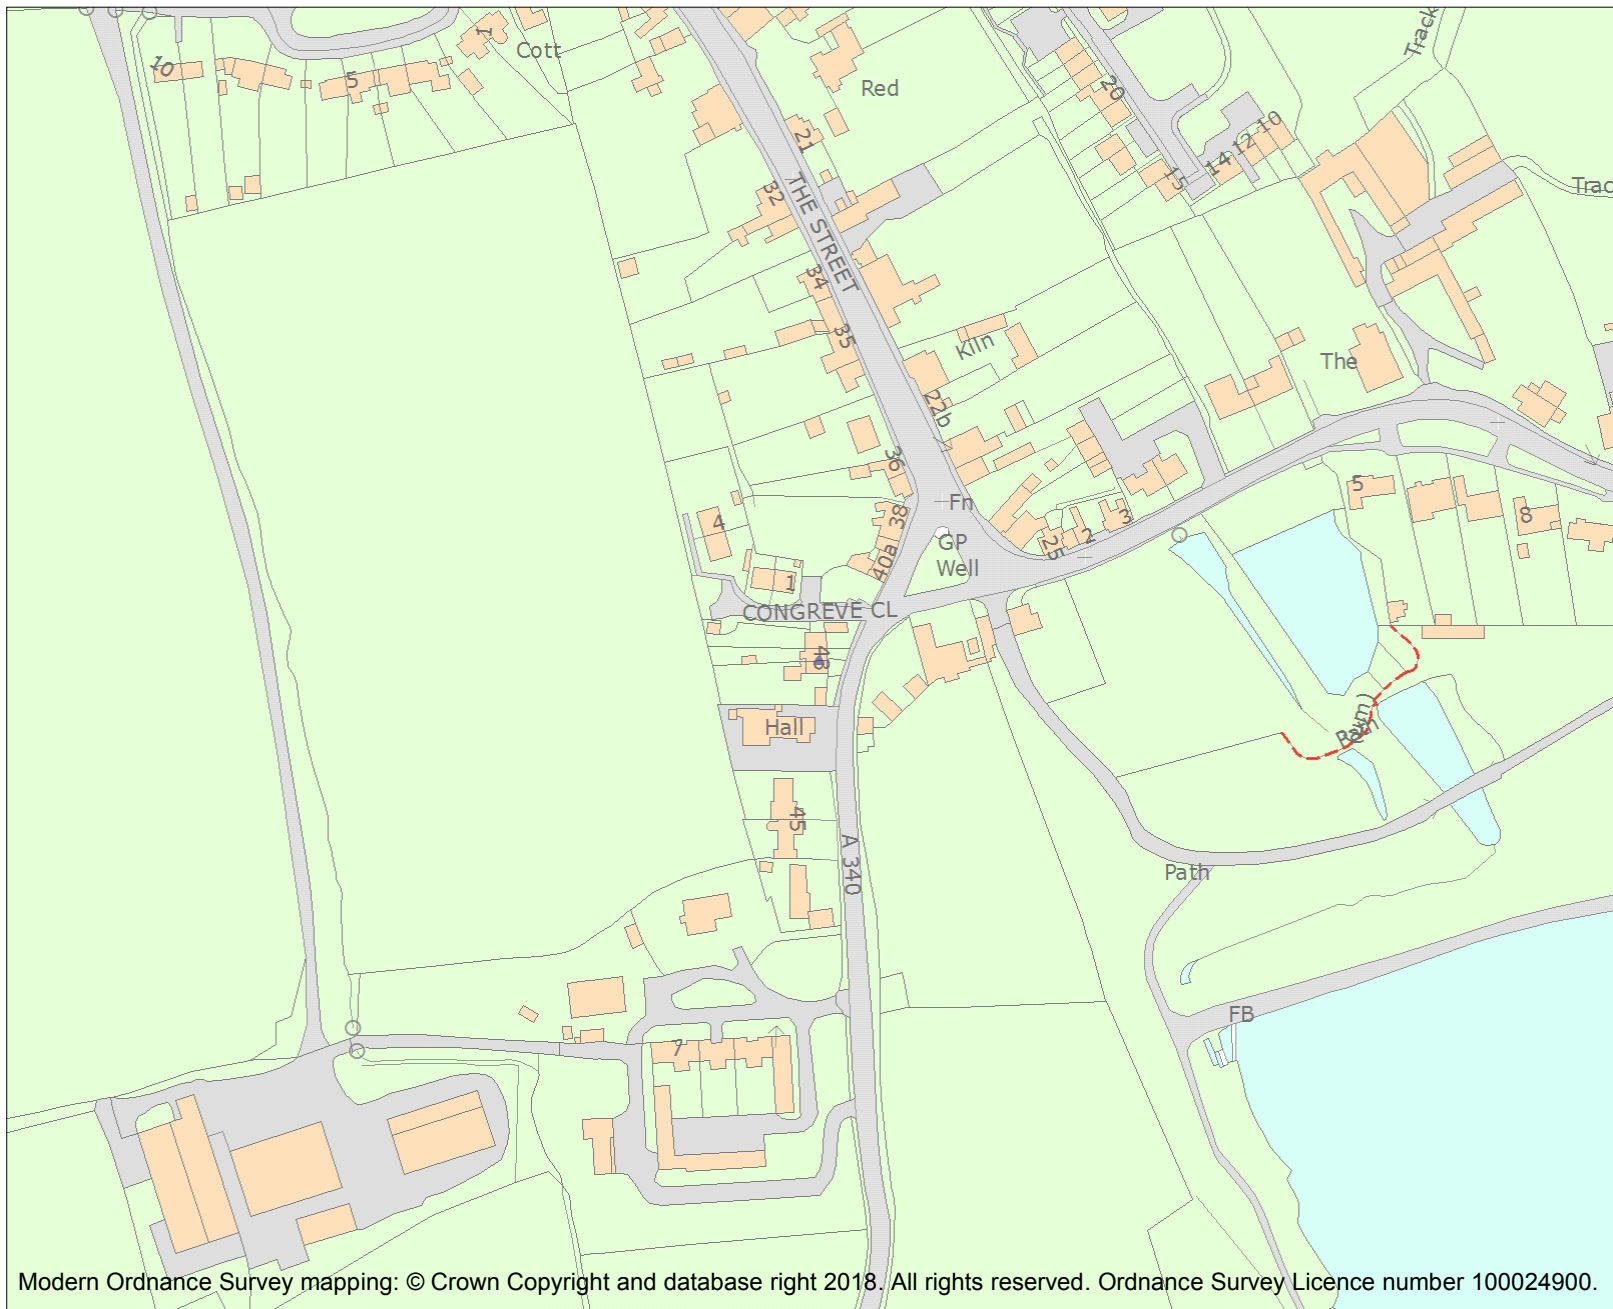 Track
1
10
Cott
5
Red
20
21
10
12
14
15
Trac
32
THE STREET
34
35
Kiln
The
22b
36
5
Fn
38
3
8
4
25
2
GP
Well
40a
1
CONGREVE CL
43
Hall
45
A 340
Path
FB
7
Modern Ordnance Survey mapping: © Crown Copyright and database right 2018. All rights reserved. Ordnance Survey Licence number 100024900.